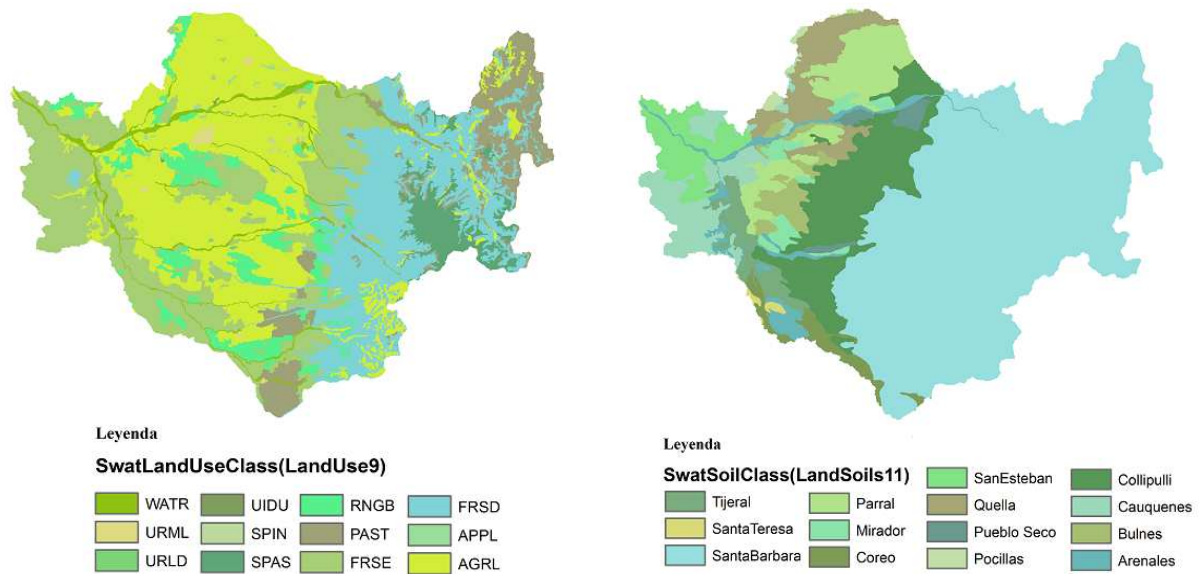 Leyenda
SwatLandUseClass(LandUse9)
WATR UIDU RNGB FRSD
URML SPIN PAST APPL
URLD SPAS FRSE AGRL
Leyenda
SwatSoilClass(LandSoils11)
SanEsteban Collipulli
Tijeral Parral Quella Cauquenes
SantaTeresa Mirador Pueblo Seco Bulnes
SantaBarbara Coreo Pocillas Arenales